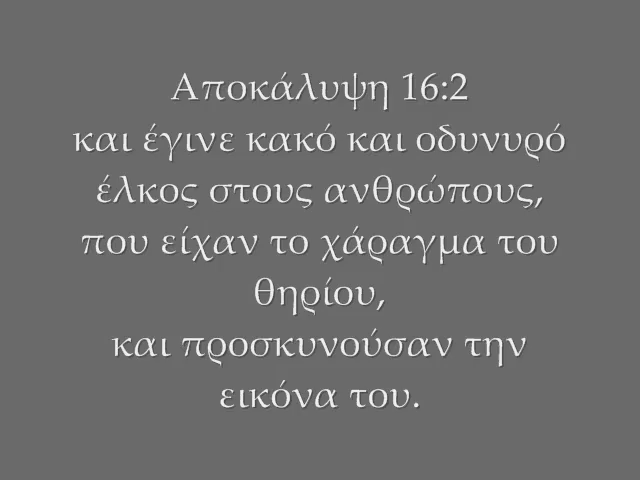 Αποκάλυψη 16:2
και έγινε κακό και οδυνυρό
έλκος στους ανθρώπους,
που είχαν το χάραγμα του
θηρίου,
και προσκυνούσαν την
εικόνα του.